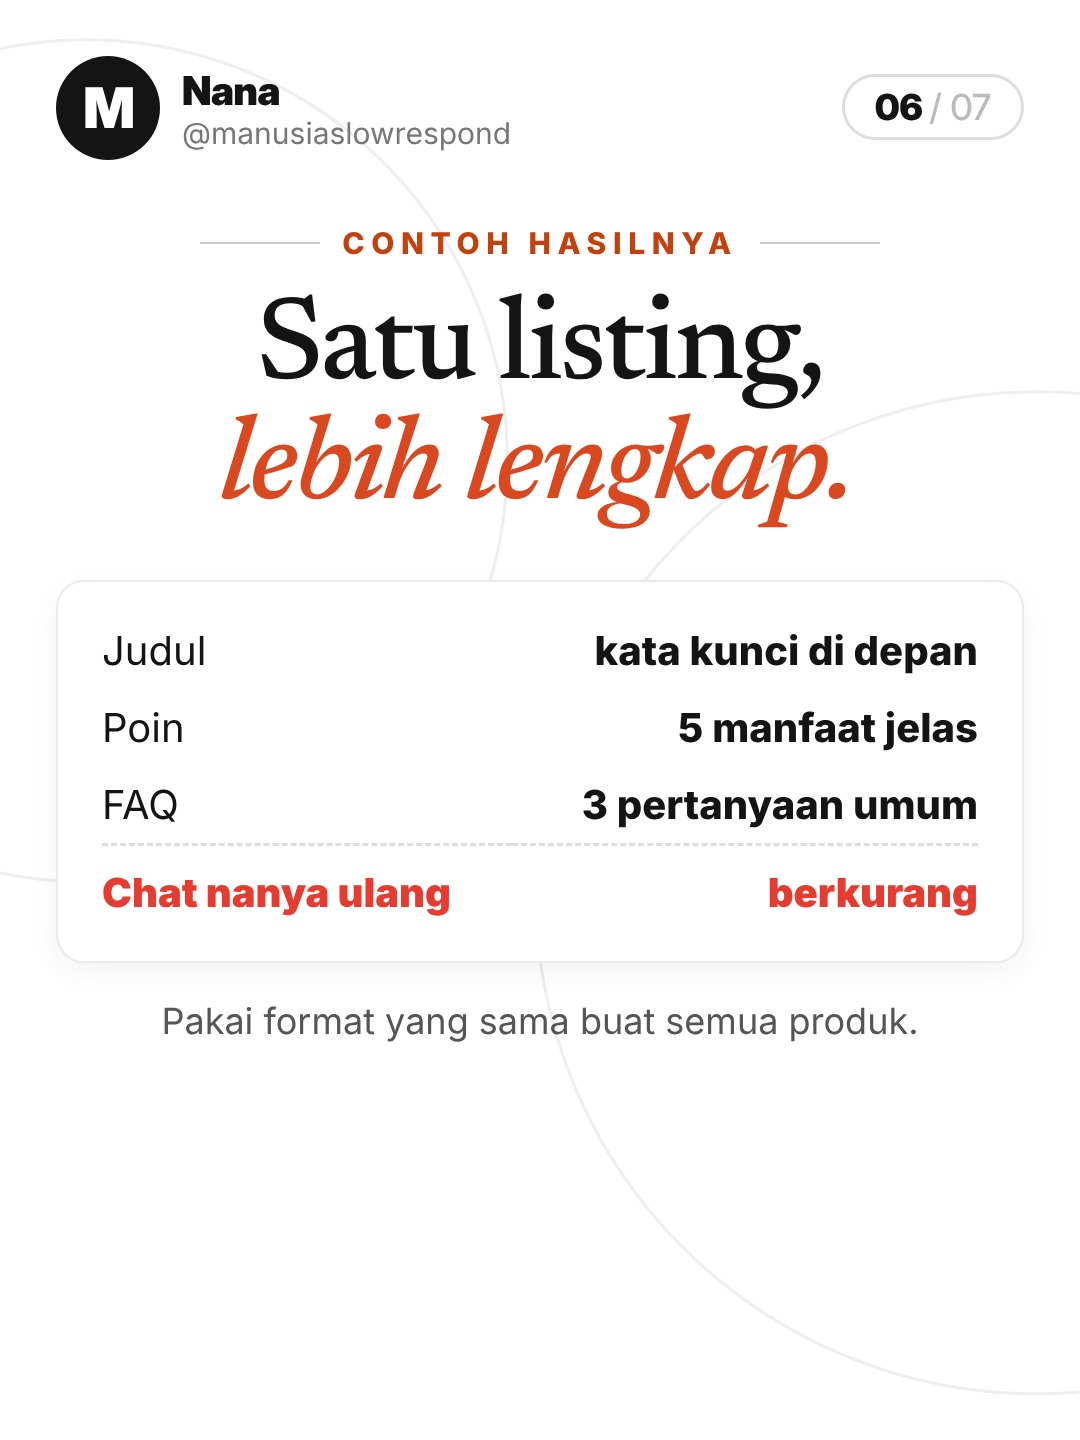 M
Nana
@manusiaslowrespond
06 / 07
CONTOH HASILNYA
Satu listing,
lebih lengkap.
Judul kata kunci di depan
Poin 5 manfaat jelas
FAQ 3 pertanyaan umum
Chat nanya ulang berkurang
Pakai format yang sama buat semua produk.